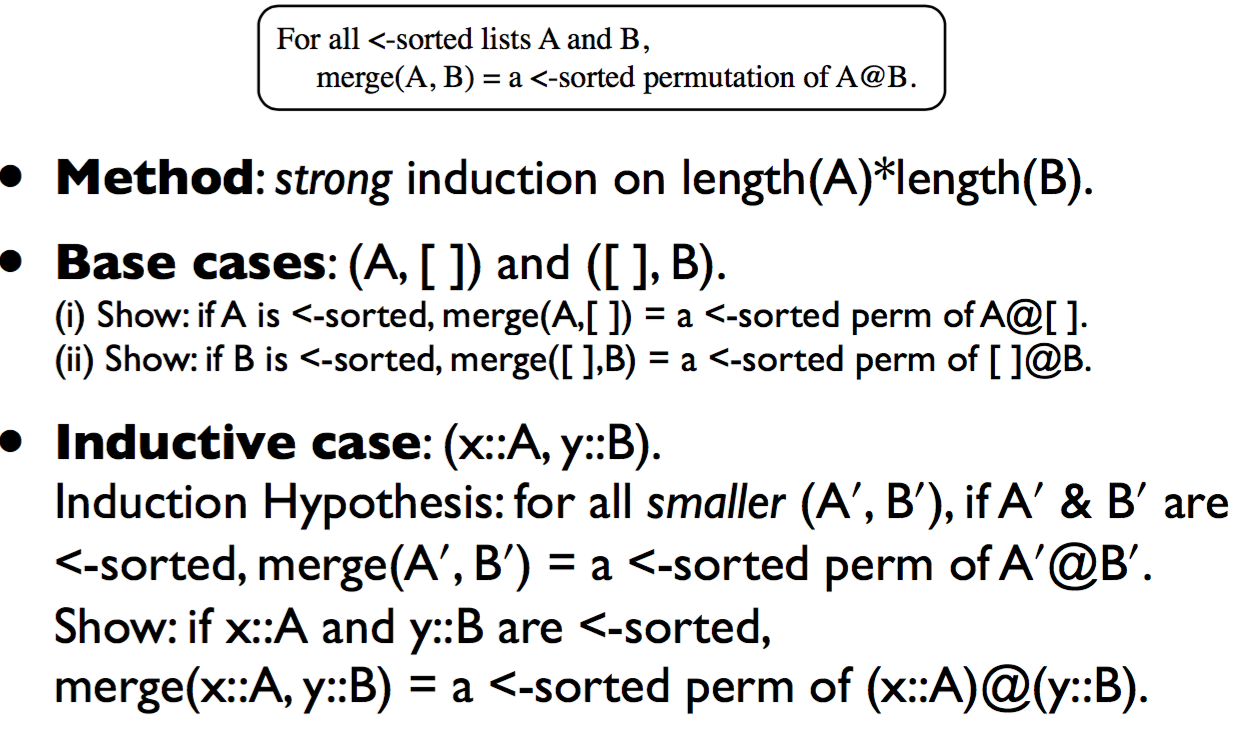 For all <-sorted lists A and B,
merge(A, B) = a <-sorted permutation of A@B.
• Method: strong induction on length(A)*length(B).
• Base cases: (A, [ ]) and ([ ], B).
(i) Show: if A is <-sorted, merge(A,[ ]) = a <-sorted perm of A@[ ].
(ii) Show: if B is <-sorted, merge([ ],B) = a <-sorted perm of [ ]@B.
• Inductive case: (x::A, y::B).
Induction Hypothesis: for all smaller (A′, B′), if A′ & B′ are
<-sorted, merge(A′, B′) = a <-sorted perm of A′@B′.
Show: if x::A and y::B are <-sorted,
merge(x::A, y::B) = a <-sorted perm of (x::A)@(y::B).